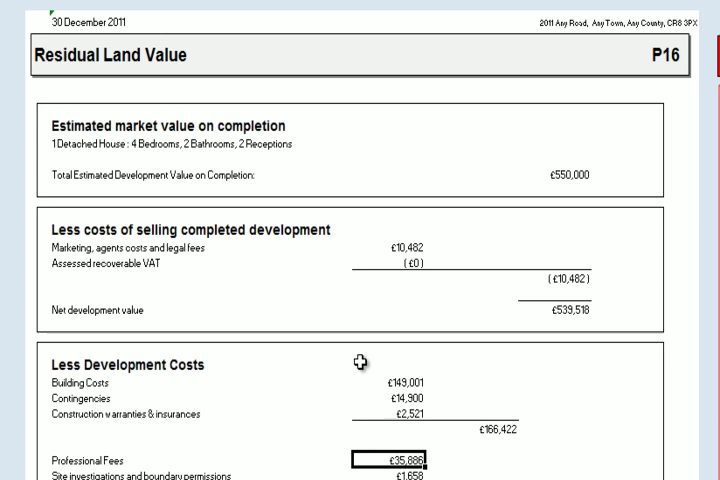 30 December 2011
2011 Any Road, Any Town, Any County, CR8 3PX
Residual Land Value P16
Estimated market value on completion
1 Detached House : 4 Bedrooms, 2 Bathrooms, 2 Receptions
Total Estimated Development Value on Completion: £550,000
Less costs of selling completed development
Marketing, agents costs and legal fees £10,482
Assessed recoverable VAT (£0)
(£10,482)
Net development value £539,518
Less Development Costs
Building Costs £149,001
Contingencies £14,900
Construction warranties & insurances £2,521
£166,422
Professional Fees £35,886
Site investigations and boundary permissions £1,658